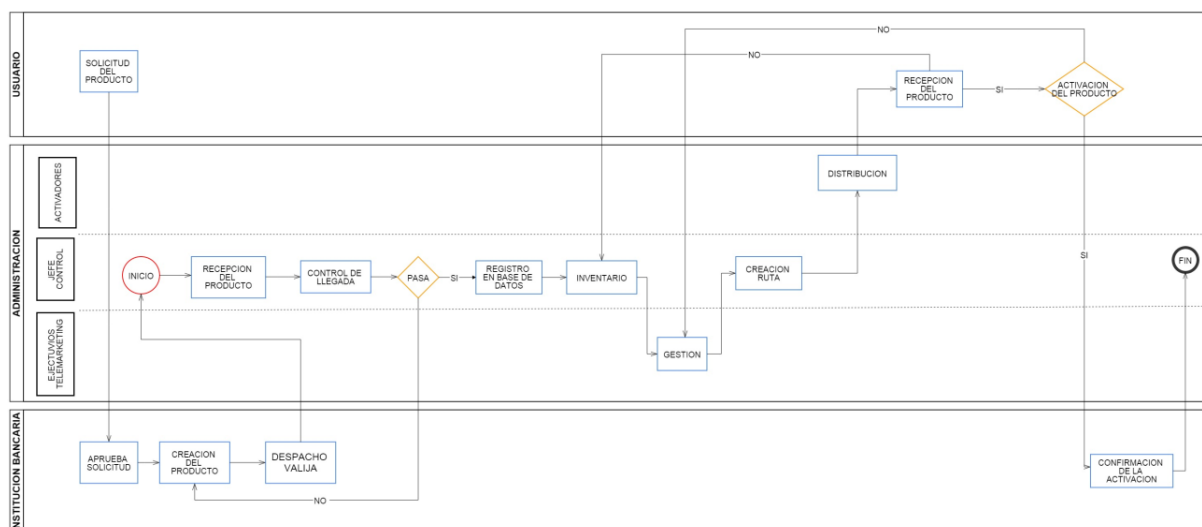 USUARIO
SOLICITUD
DEL
PRODUCTO
NO
NO
RECEPCION
DEL
PRODUCTO
SI
ACTIVACION
DEL PRODUCTO
ADMINISTRACION
ACTIVADORES
DISTRIBUCION
JEFE
CONTROL
INICIO
RECEPCION
DEL
PRODUCTO
CONTROL DE
LLEGADA
PASA
SI
REGISTRO
EN BASE DE
DATOS
INVENTARIO
CREACION
RUTA
SI
FIN
EJECTUVIOS
TELEMARKETING
GESTION
NSTITUCION BANCARIA
APRUEBA
SOLICITUD
CREACION
DEL
PRODUCTO
DESPACHO
VALIJA
NO
CONFIRMACION
DE LA
ACTIVACION